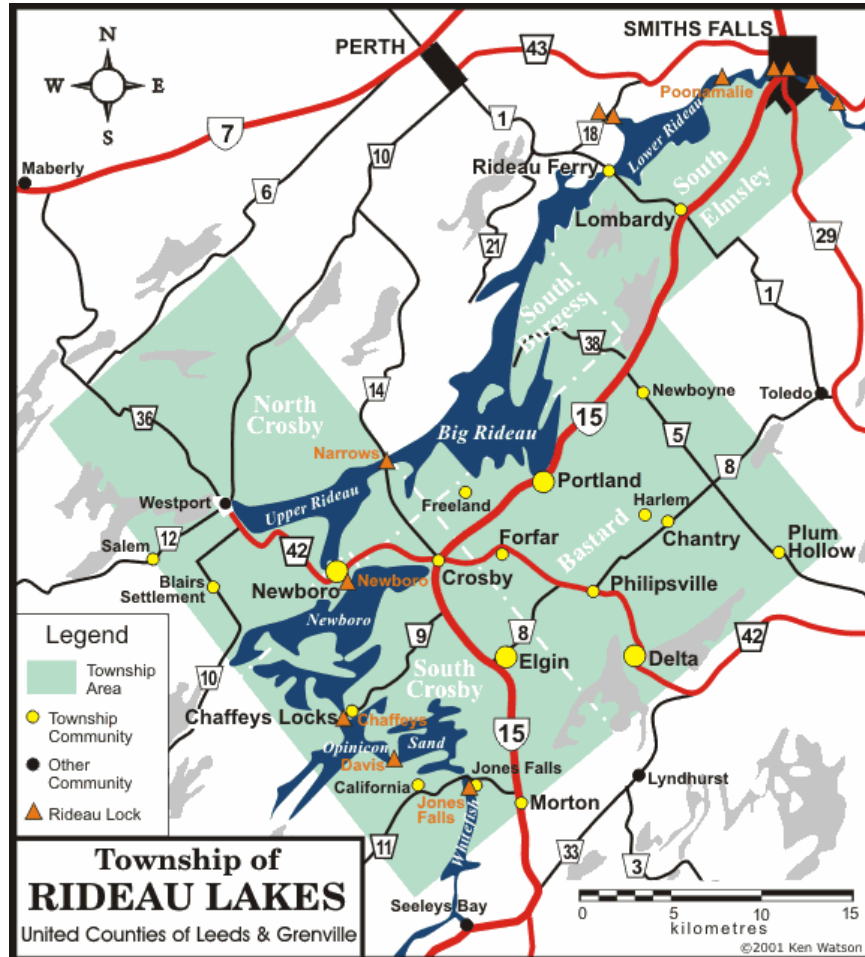 N
W
E
S
PERTH
SMITHS FALLS
43
7
Maberly
6
10
1
18
Poonamalie
Lower Rideau
Rideau Ferry
South
Elmsley
Lombardy
21
29
1
South
Burgess
38
Newboyne
Toledo
36
14
North
Crosby
15
5
Big Rideau
8
Narrows
Portland
Westport
Upper Rideau
Freeland
Harlem
Salem
12
42
Forfar
Bastard
Chantry
Plum
Hollow
Blairs
Settlement
Newboro
Newboro
Crosby
Philipsville
Newboro
9
8
42
South
Crosby
Elgin
Delta
10
Chaffeys Locks
Chaffeys
Opinicon
Sand
15
Davis
Jones Falls
California
Jones
Falls
Morton
Lyndhurst
11
Whitefish
33
3
Seeleys Bay
Legend
Township
Area
Township
Community
Other
Community
Rideau Lock
Township of
RIDEAU LAKES
United Counties of Leeds & Grenville
0 5 10 15
kilometres
©2001 Ken Watson